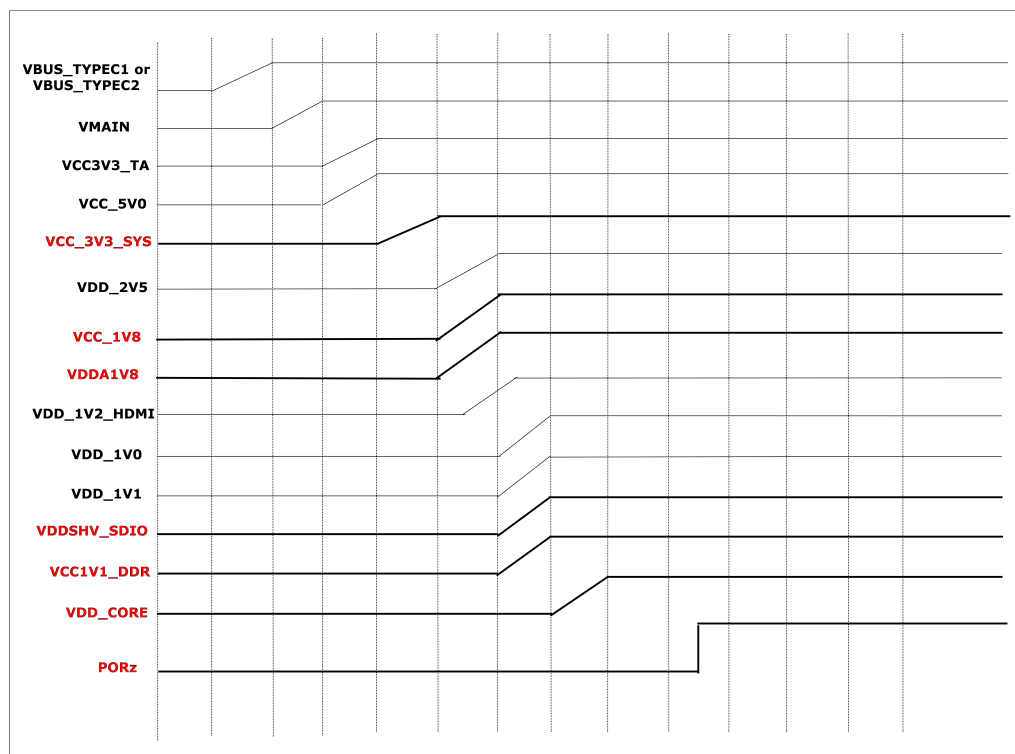 VBUS_TYPEC1 or
VBUS_TYPEC2
VMAIN
VCC3V3_TA
VCC_5V0
VCC_3V3_SYS
VDD_2V5
VCC_1V8
VDDA1V8
VDD_1V2_HDMI
VDD_1V0
VDD_1V1
VDDSHV_SDIO
VCC1V1_DDR
VDD_CORE
PORz